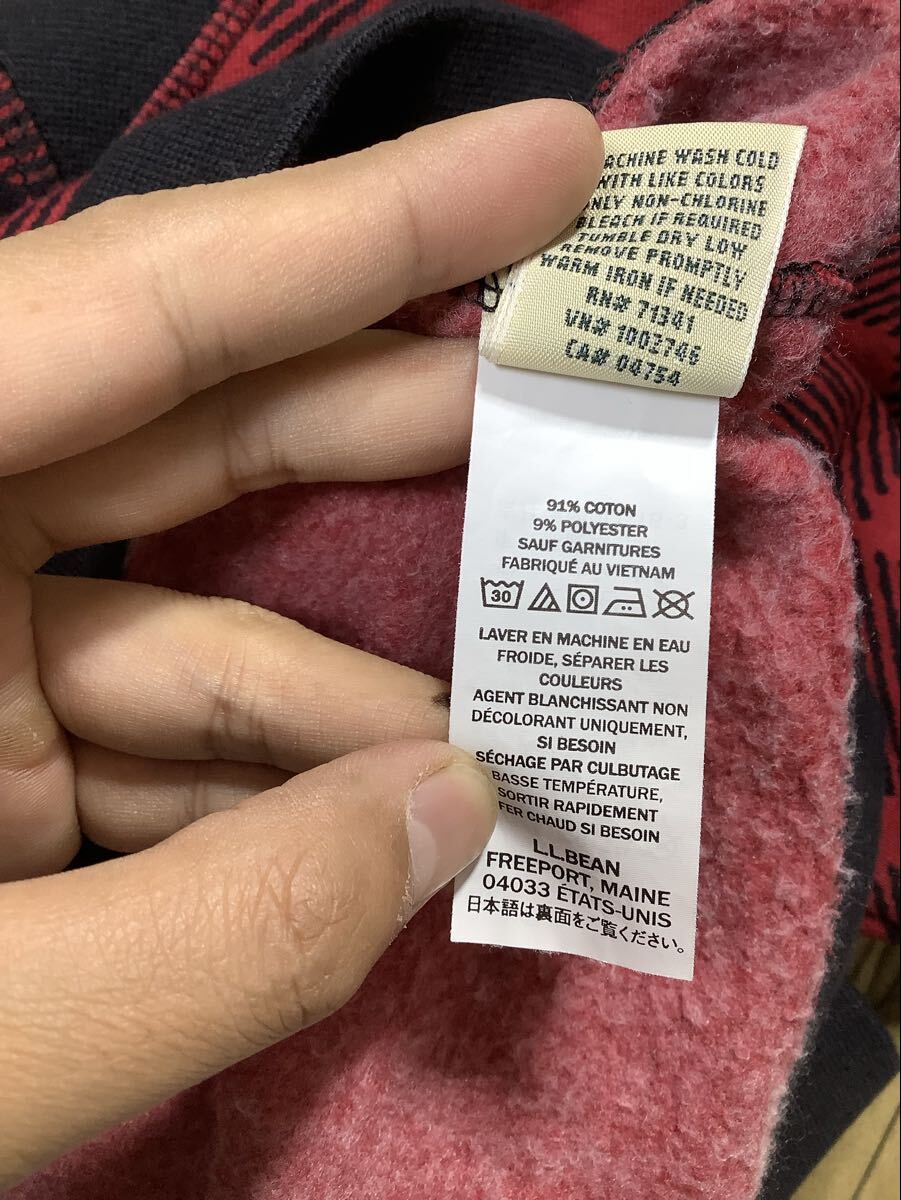 ACHINE WASH COLD
WITH LIKE COLORS
ONLY NON-CHLORINE
BLEACH IF REQUIRED
TUMBLE DRY LOW
REMOVE PROMPTLY
WARM IRON IF NEEDED
RN# 71341
VN# 1002746
CA# 04754
91% COTON
9% POLYESTER
SAUF GARNITURES
FABRIQUÉ AU VIETNAM
30
LAVER EN MACHINE EN EAU
FROIDE, SÉPARER LES
COULEURS
AGENT BLANCHISSANT NON
DÉCOLORANT UNIQUEMENT,
SI BESOIN
SÉCHAGE PAR CULBUTAGE
BASSE TEMPÉRATURE,
SORTIR RAPIDEMENT
FER CHAUD SI BESOIN
L.L.BEAN
FREEPORT, MAINE
04033 ÉTATS-UNIS
日本語は裏面をご覧ください。